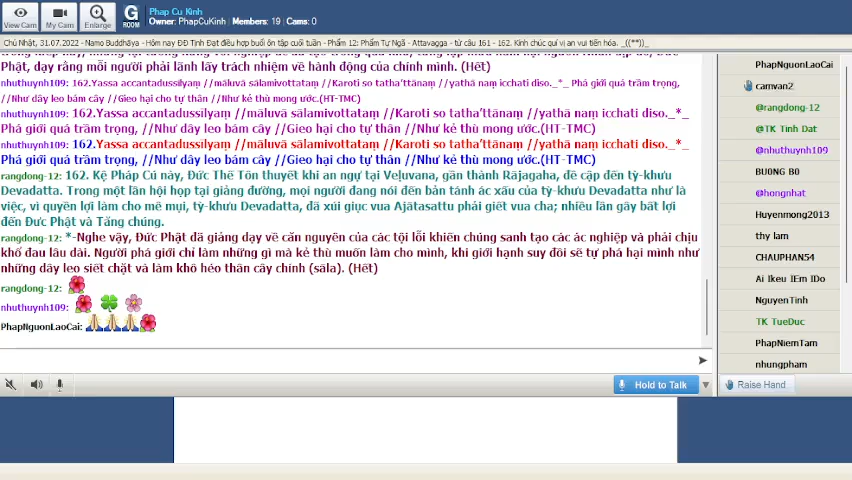 View Cam
My Cam
Enlarge
G ROOM
Phap Cu Kinh
Owner: PhapCuKinh | Members: 19 | Cams: 0
Chủ Nhật, 31.07.2022 - Namo Buddhāya - Hôm nay ĐĐ Tịnh Đạt điều hợp buổi ôn tập cuối tuần - Phẩm 12: Phẩm Tự Ngã - Attavagga - từ câu 161 - 162. Kính chúc quí vị an vui tiến hóa. _((**))_
Phật, dạy rằng mỗi người phải lãnh lấy trách nhiệm về hành động của chính mình. (Hết)
nhuthuynh109: 162.Yassa accantadussīlyaṃ //māluvā sālamivottataṃ //Karoti so tatha’ttānaṃ //yathā naṃ icchati diso._*_ Phá giới quá trầm trọng,
//Như dây leo bám cây //Gieo hại cho tự thân //Như kẻ thù mong ước.(HT-TMC)
nhuthuynh109: 162.Yassa accantadussīlyaṃ //māluvā sālamivottataṃ //Karoti so tatha’ttānaṃ //yathā naṃ icchati diso._*_
Phá giới quá trầm trọng, //Như dây leo bám cây //Gieo hại cho tự thân //Như kẻ thù mong ước.(HT-TMC)
nhuthuynh109: 162.Yassa accantadussīlyaṃ //māluvā sālamivottataṃ //Karoti so tatha’ttānaṃ //yathā naṃ icchati diso._*_
Phá giới quá trầm trọng, //Như dây leo bám cây //Gieo hại cho tự thân //Như kẻ thù mong ước.(HT-TMC)
rangdong-12: 162. Kệ Pháp Cú này, Đức Thế Tôn thuyết khi an ngự tại Veḷuvana, gần thành Rājagaha, đề cập đến tỳ-khưu
Devadatta. Trong một lần hội họp tại giảng đường, mọi người đang nói đến bản tánh ác xấu của tỳ-khưu Devadatta như là
việc, vì quyền lợi làm cho mê muội, tỳ-khưu Devadatta, đã xúi giục vua Ajātasattu phải giết vua cha; nhiều lần gây bất lợi
đến Đức Phật và Tăng chúng.
rangdong-12: *-Nghe vậy, Đức Phật đã giảng dạy về căn nguyên của các tội lỗi khiến chúng sanh tạo các ác nghiệp và phải chịu
khổ đau lâu dài. Người phá giới chỉ làm những gì mà kẻ thù muốn làm cho mình, khi giới hạnh suy đồi sẽ tự phá hại mình như
những dây leo siết chặt và làm khô héo thân cây chính (sāla). (Hết)
rangdong-12:
nhuthuynh109:
PhapNguonLaoCai:
Hold to Talk
PhapNguonLaoCai
camvan2
@rangdong-12
@TK Tinh Dat
@nhuthuynh109
BU0NG B0
@hongnhat
Huyenmong2013
thy lam
CHAUPHAN54
Ai Ikeu IEm IDo
NguyenTinh
TK TueDuc
PhapNiemTam
nhungpham
Raise Hand